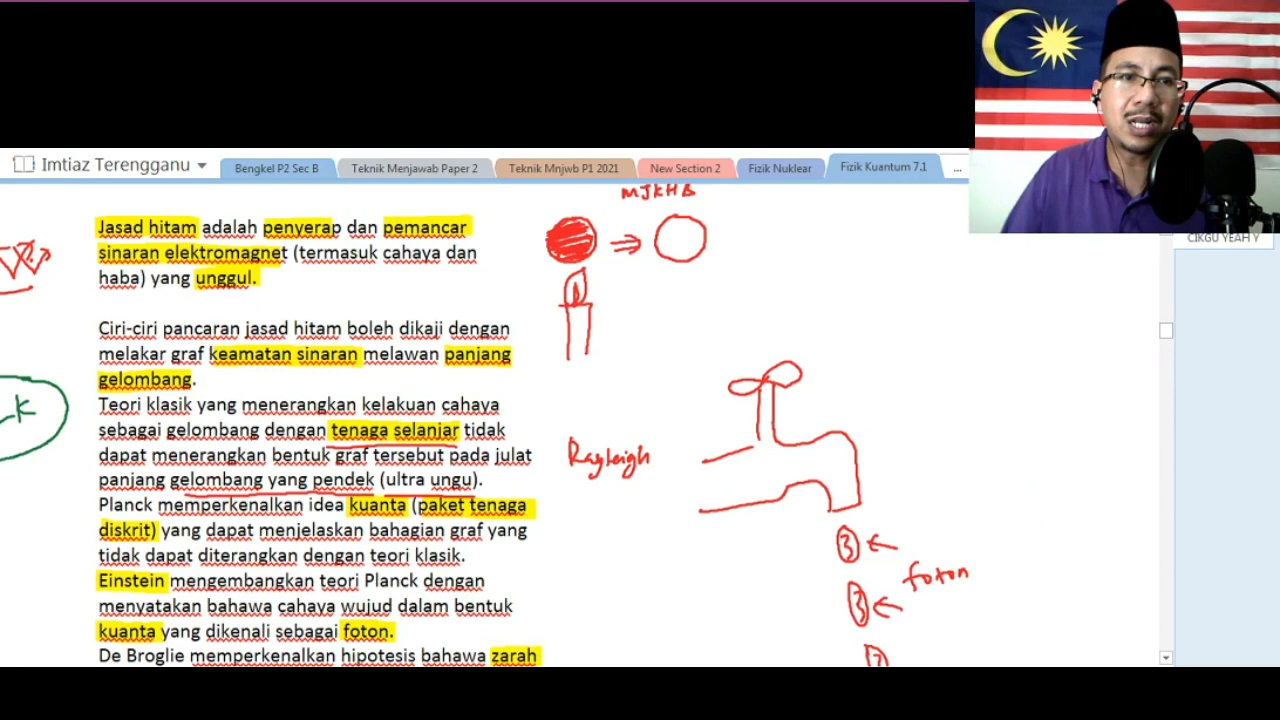 Imtiaz Terengganu
Bengkel P2 Sec B
Teknik Menjawab Paper 2
Teknik Mnjwb P1 2021
New Section 2
Fizik Nuklear
Fizik Kuantum 7.1
...
CIKGU YEAH Y
MJKHB
Jasad hitam adalah penyerap dan pemancar
sinaran elektromagnet (termasuk cahaya dan
haba) yang unggul.
Ciri-ciri pancaran jasad hitam boleh dikaji dengan
melakar graf keamatan sinaran melawan panjang
gelombang.
Teori klasik yang menerangkan kelakuan cahaya
sebagai gelombang dengan tenaga selanjar tidak
dapat menerangkan bentuk graf tersebut pada julat
panjang gelombang yang pendek (ultra ungu).
Planck memperkenalkan idea kuanta (paket tenaga
diskrit) yang dapat menjelaskan bahagian graf yang
tidak dapat diterangkan dengan teori klasik.
Einstein mengembangkan teori Planck dengan
menyatakan bahawa cahaya wujud dalam bentuk
kuanta yang dikenali sebagai foton.
De Broglie memperkenalkan hipotesis bahawa zarah
Rayleigh
foton